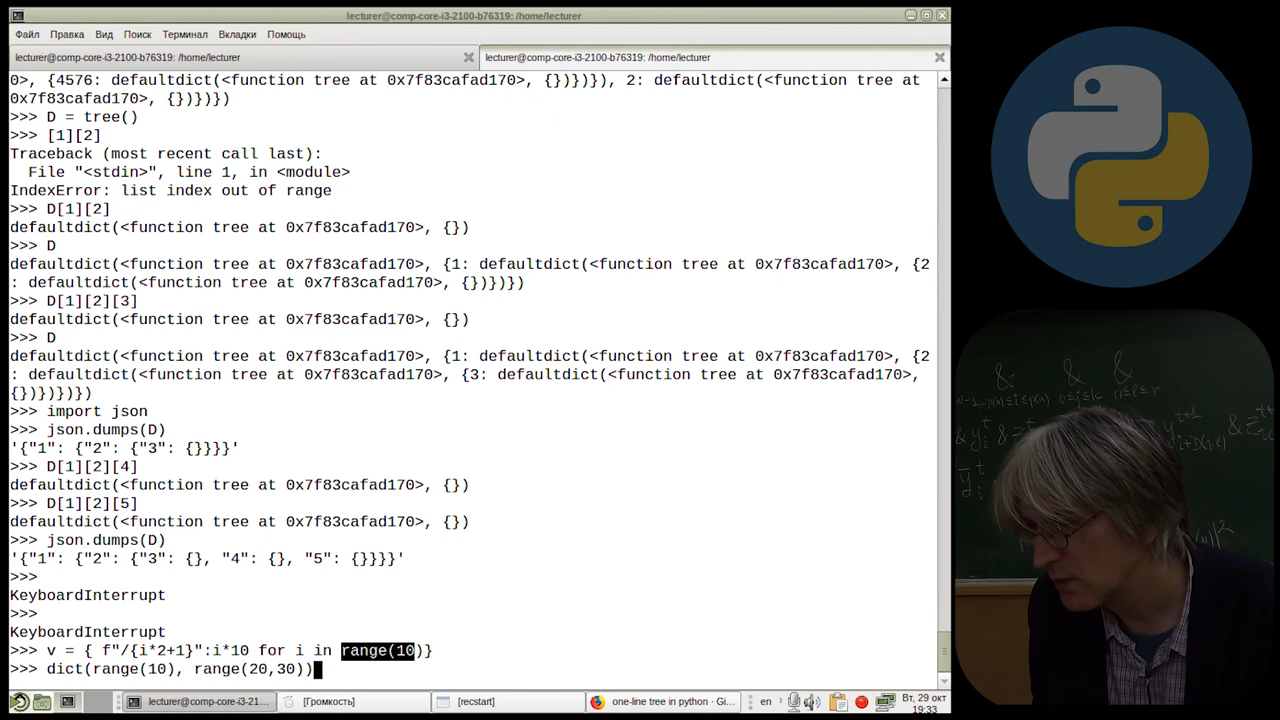 lecturer@comp-core-i3-2100-b76319: /home/lecturer
Файл Правка Вид Поиск Терминал Вкладки Помощь
lecturer@comp-core-i3-2100-b76319: /home/lecturer lecturer@comp-core-i3-2100-b76319: /home/lecturer
0>, {4576: defaultdict(<function tree at 0x7f83cafad170>, {})})}), 2: defaultdict(<function tree at
0x7f83cafad170>, {})})})
>>> D = tree()
>>> [1][2]
Traceback (most recent call last):
  File "<stdin>", line 1, in <module>
IndexError: list index out of range
>>> D[1][2]
defaultdict(<function tree at 0x7f83cafad170>, {})
>>> D
defaultdict(<function tree at 0x7f83cafad170>, {1: defaultdict(<function tree at 0x7f83cafad170>, {2
: defaultdict(<function tree at 0x7f83cafad170>, {})})})
>>> D[1][2][3]
defaultdict(<function tree at 0x7f83cafad170>, {})
>>> D
defaultdict(<function tree at 0x7f83cafad170>, {1: defaultdict(<function tree at 0x7f83cafad170>, {2
: defaultdict(<function tree at 0x7f83cafad170>, {3: defaultdict(<function tree at 0x7f83cafad170>,
{})})})})
>>> import json
>>> json.dumps(D)
'{"1": {"2": {"3": {}}}}'
>>> D[1][2][4]
defaultdict(<function tree at 0x7f83cafad170>, {})
>>> D[1][2][5]
defaultdict(<function tree at 0x7f83cafad170>, {})
>>> json.dumps(D)
'{"1": {"2": {"3": {}, "4": {}, "5": {}}}}'
>>>
KeyboardInterrupt
>>>
KeyboardInterrupt
>>> v = { f"/{i*2+1}":i*10 for i in range(10)}
>>> dict(range(10), range(20,30))
lecturer@comp-core-i3-21... [Громкость] [recstart] one-line tree in python - Gi... en Вт, 29 окт
19:33